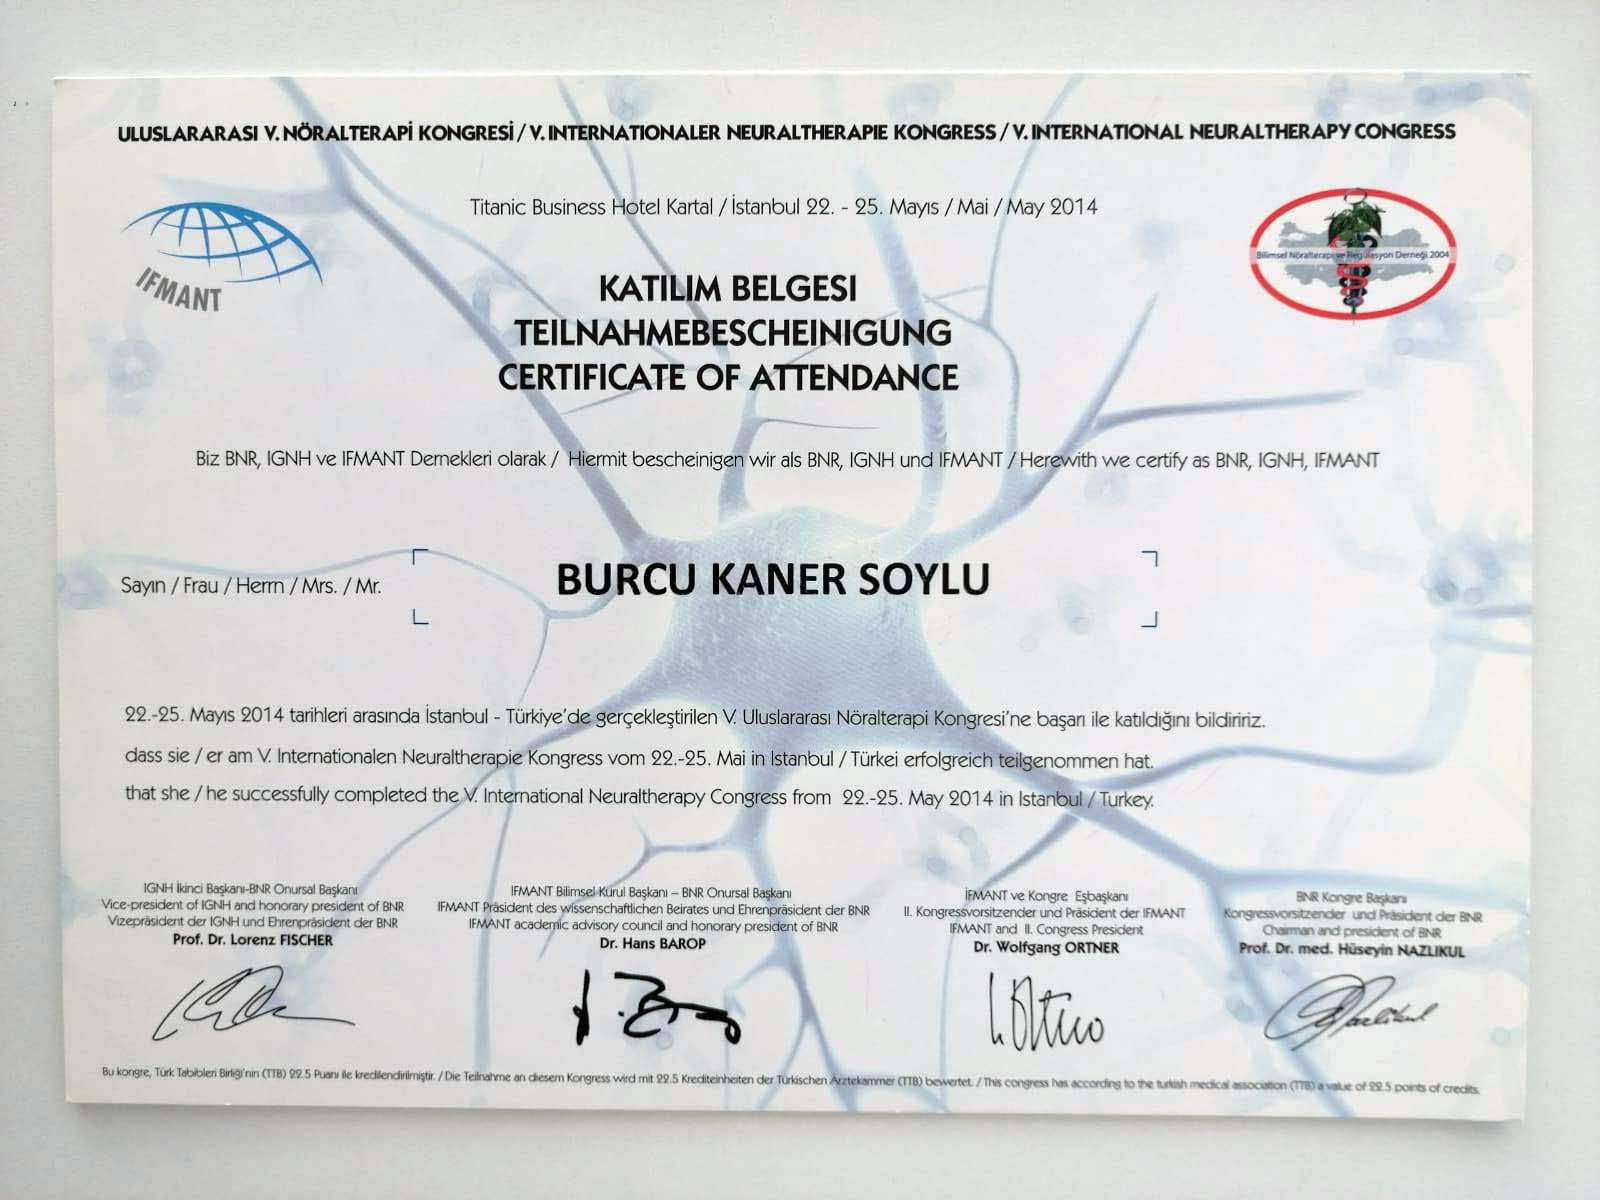 ULUSLARARASI V. NÖRALTERAPİ KONGRESİ / V. INTERNATIONALER NEURALTHERAPIE KONGRESS / V. INTERNATIONAL NEURALTHERAPY CONGRESS
Titanic Business Hotel Kartal / İstanbul 22. - 25. Mayıs / Mai / May 2014
IFMANT
Bilimsel Nöralterapi ve Regülasyon Derneği 2004
KATILIM BELGESI
TEILNAHMEBESCHEINIGUNG
CERTIFICATE OF ATTENDANCE
Biz BNR, IGNH ve IFMANT Dernekleri olarak / Hiermit bescheinigen wir als BNR, IGNH und IFMANT / Herewith we certify as BNR, IGNH, IFMANT
Sayın / Frau / Herrn / Mrs. / Mr.
BURCU KANER SOYLU
22.-25. Mayıs 2014 tarihleri arasında İstanbul - Türkiye'de gerçekleştirilen V. Uluslararası Nöralterapi Kongresi'ne başarı ile katıldığını bildiririz.
dass sie / er am V. Internationalen Neuraltherapie Kongress vom 22.-25. Mai in Istanbul / Türkei erfolgreich teilgenommen hat.
that she / he successfully completed the V. International Neuraltherapy Congress from 22.-25. May 2014 in Istanbul / Turkey.
IGNH İkinci Başkanı-BNR Onursal Başkanı
Vice-president of IGNH and honorary president of BNR
Vizepräsident der IGNH und Ehrenpräsident der BNR
Prof. Dr. Lorenz FISCHER
IFMANT Bilimsel Kurul Başkanı – BNR Onursal Başkanı
IFMANT Präsident des wissenschaftlichen Beirates und Ehrenpräsident der BNR
IFMANT academic advisory council and honorary president of BNR
Dr. Hans BAROP
İFMANT ve Kongre Eşbaşkanı
II. Kongressvorsitzender und Präsident der IFMANT
IFMANT and II. Congress President
Dr. Wolfgang ORTNER
BNR Kongre Başkanı
Kongressvorsitzender und Präsident der BNR
Chairman and president of BNR
Prof. Dr. med. Hüseyin NAZLIKUL
Bu kongre, Türk Tabibleri Birliği'nin (TTB) 22.5 Puanı ile kredilendirilmiştir. / Die Teilnahme an diesem Kongress wird mit 22.5 Krediteinheiten der Türkischen Ärztekammer (TTB) bewertet. / This congress has according to the turkish medical association (TTB) a value of 22.5 points of credits.